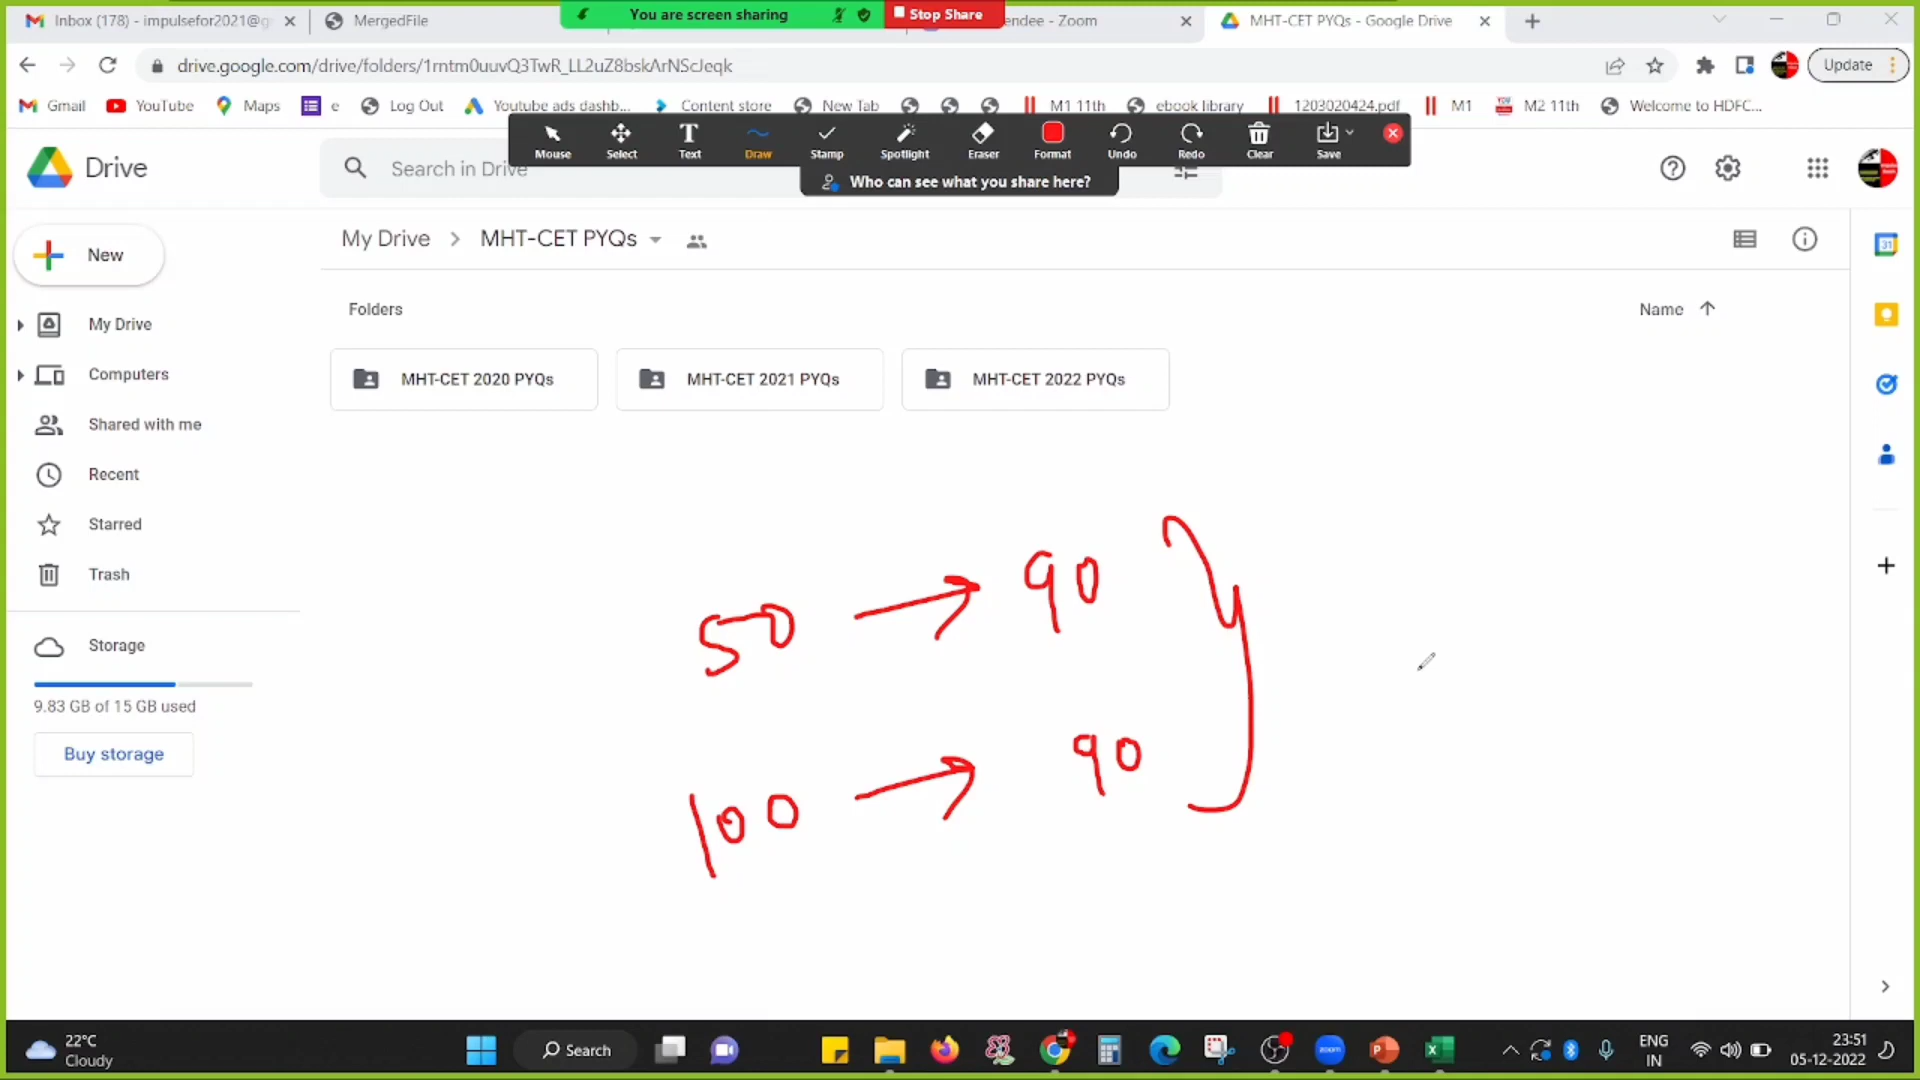 Inbox (178) - impulsefor2021@g
MergedFile
You are screen sharing
Stop Share
endee - Zoom
MHT-CET PYQs - Google Drive
drive.google.com/drive/folders/1rntm0uuvQ3TwR_LL2uZ8bskArNScJeqk
Update
Gmail
YouTube
Maps
e
Log Out
Youtube ads dashb...
Content store
New Tab
M1 11th
ebook library
1203020424.pdf
M1
M2 11th
Welcome to HDFC...
Mouse
Select
Text
Draw
Stamp
Spotlight
Eraser
Format
Undo
Redo
Clear
Save
Drive
Search in Drive
Who can see what you share here?
New
My Drive
MHT-CET PYQs
Folders
Name
My Drive
MHT-CET 2020 PYQs
MHT-CET 2021 PYQs
MHT-CET 2022 PYQs
Computers
Shared with me
Recent
Starred
Trash
50 → 90
Storage
9.83 GB of 15 GB used
Buy storage
100 → 90
22°C
Cloudy
Search
zoom
ENG
IN
23:51
05-12-2022